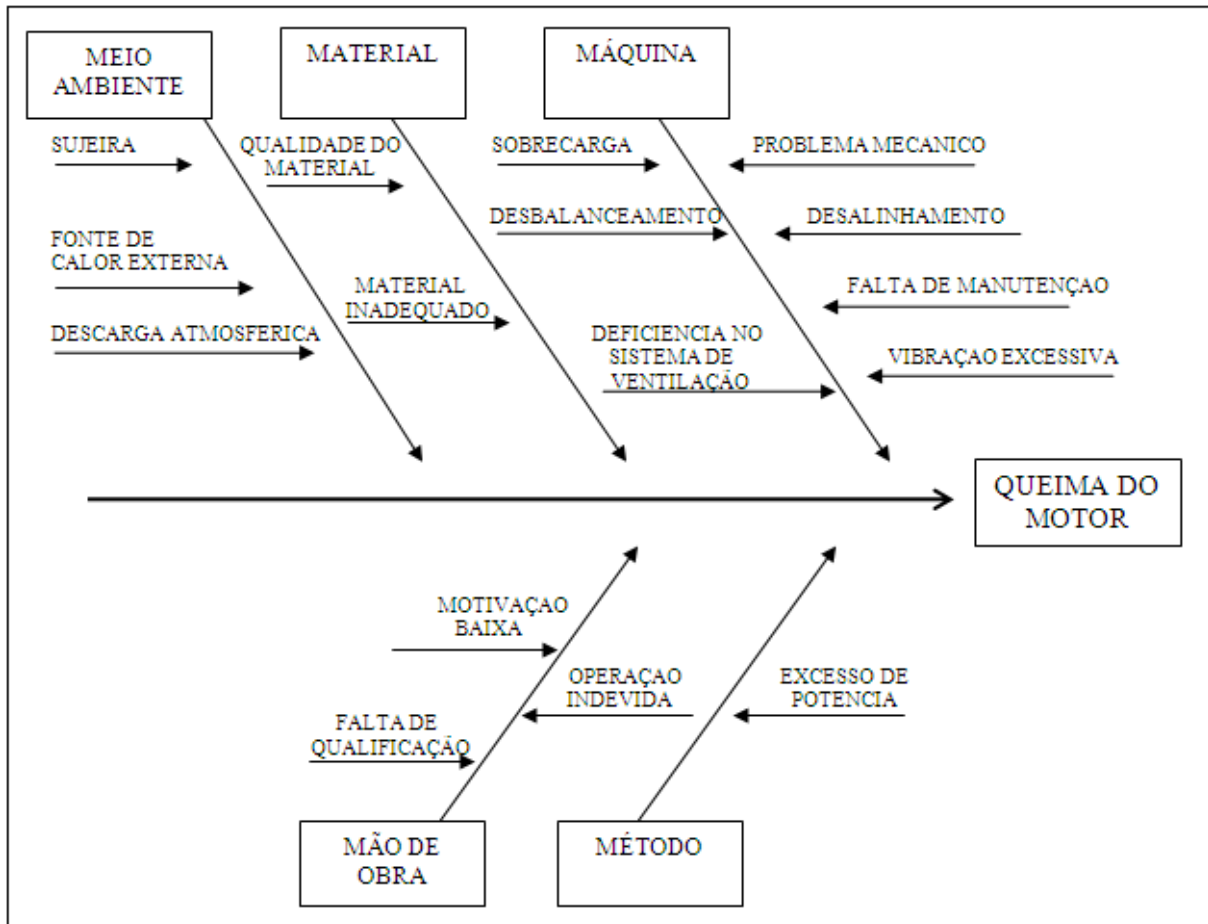 MEIO
AMBIENTE
MATERIAL
MÁQUINA
SUJEIRA
FONTE DE
CALOR EXTERNA
DESCARGA ATMOSFERICA
QUALIDADE DO
MATERIAL
MATERIAL
INADEQUADO
SOBRECARGA
DESBALANCEAMENTO
DEFICIENCIA NO
SISTEMA DE
VENTILAÇÃO
PROBLEMA MECANICO
DESALINHAMENTO
FALTA DE MANUTENÇAO
VIBRAÇAO EXCESSIVA
QUEIMA DO
MOTOR
MOTIVAÇAO
BAIXA
OPERAÇAO
INDEVIDA
FALTA DE
QUALIFICAÇÃO
EXCESSO DE
POTENCIA
MÃO DE
OBRA
MÉTODO